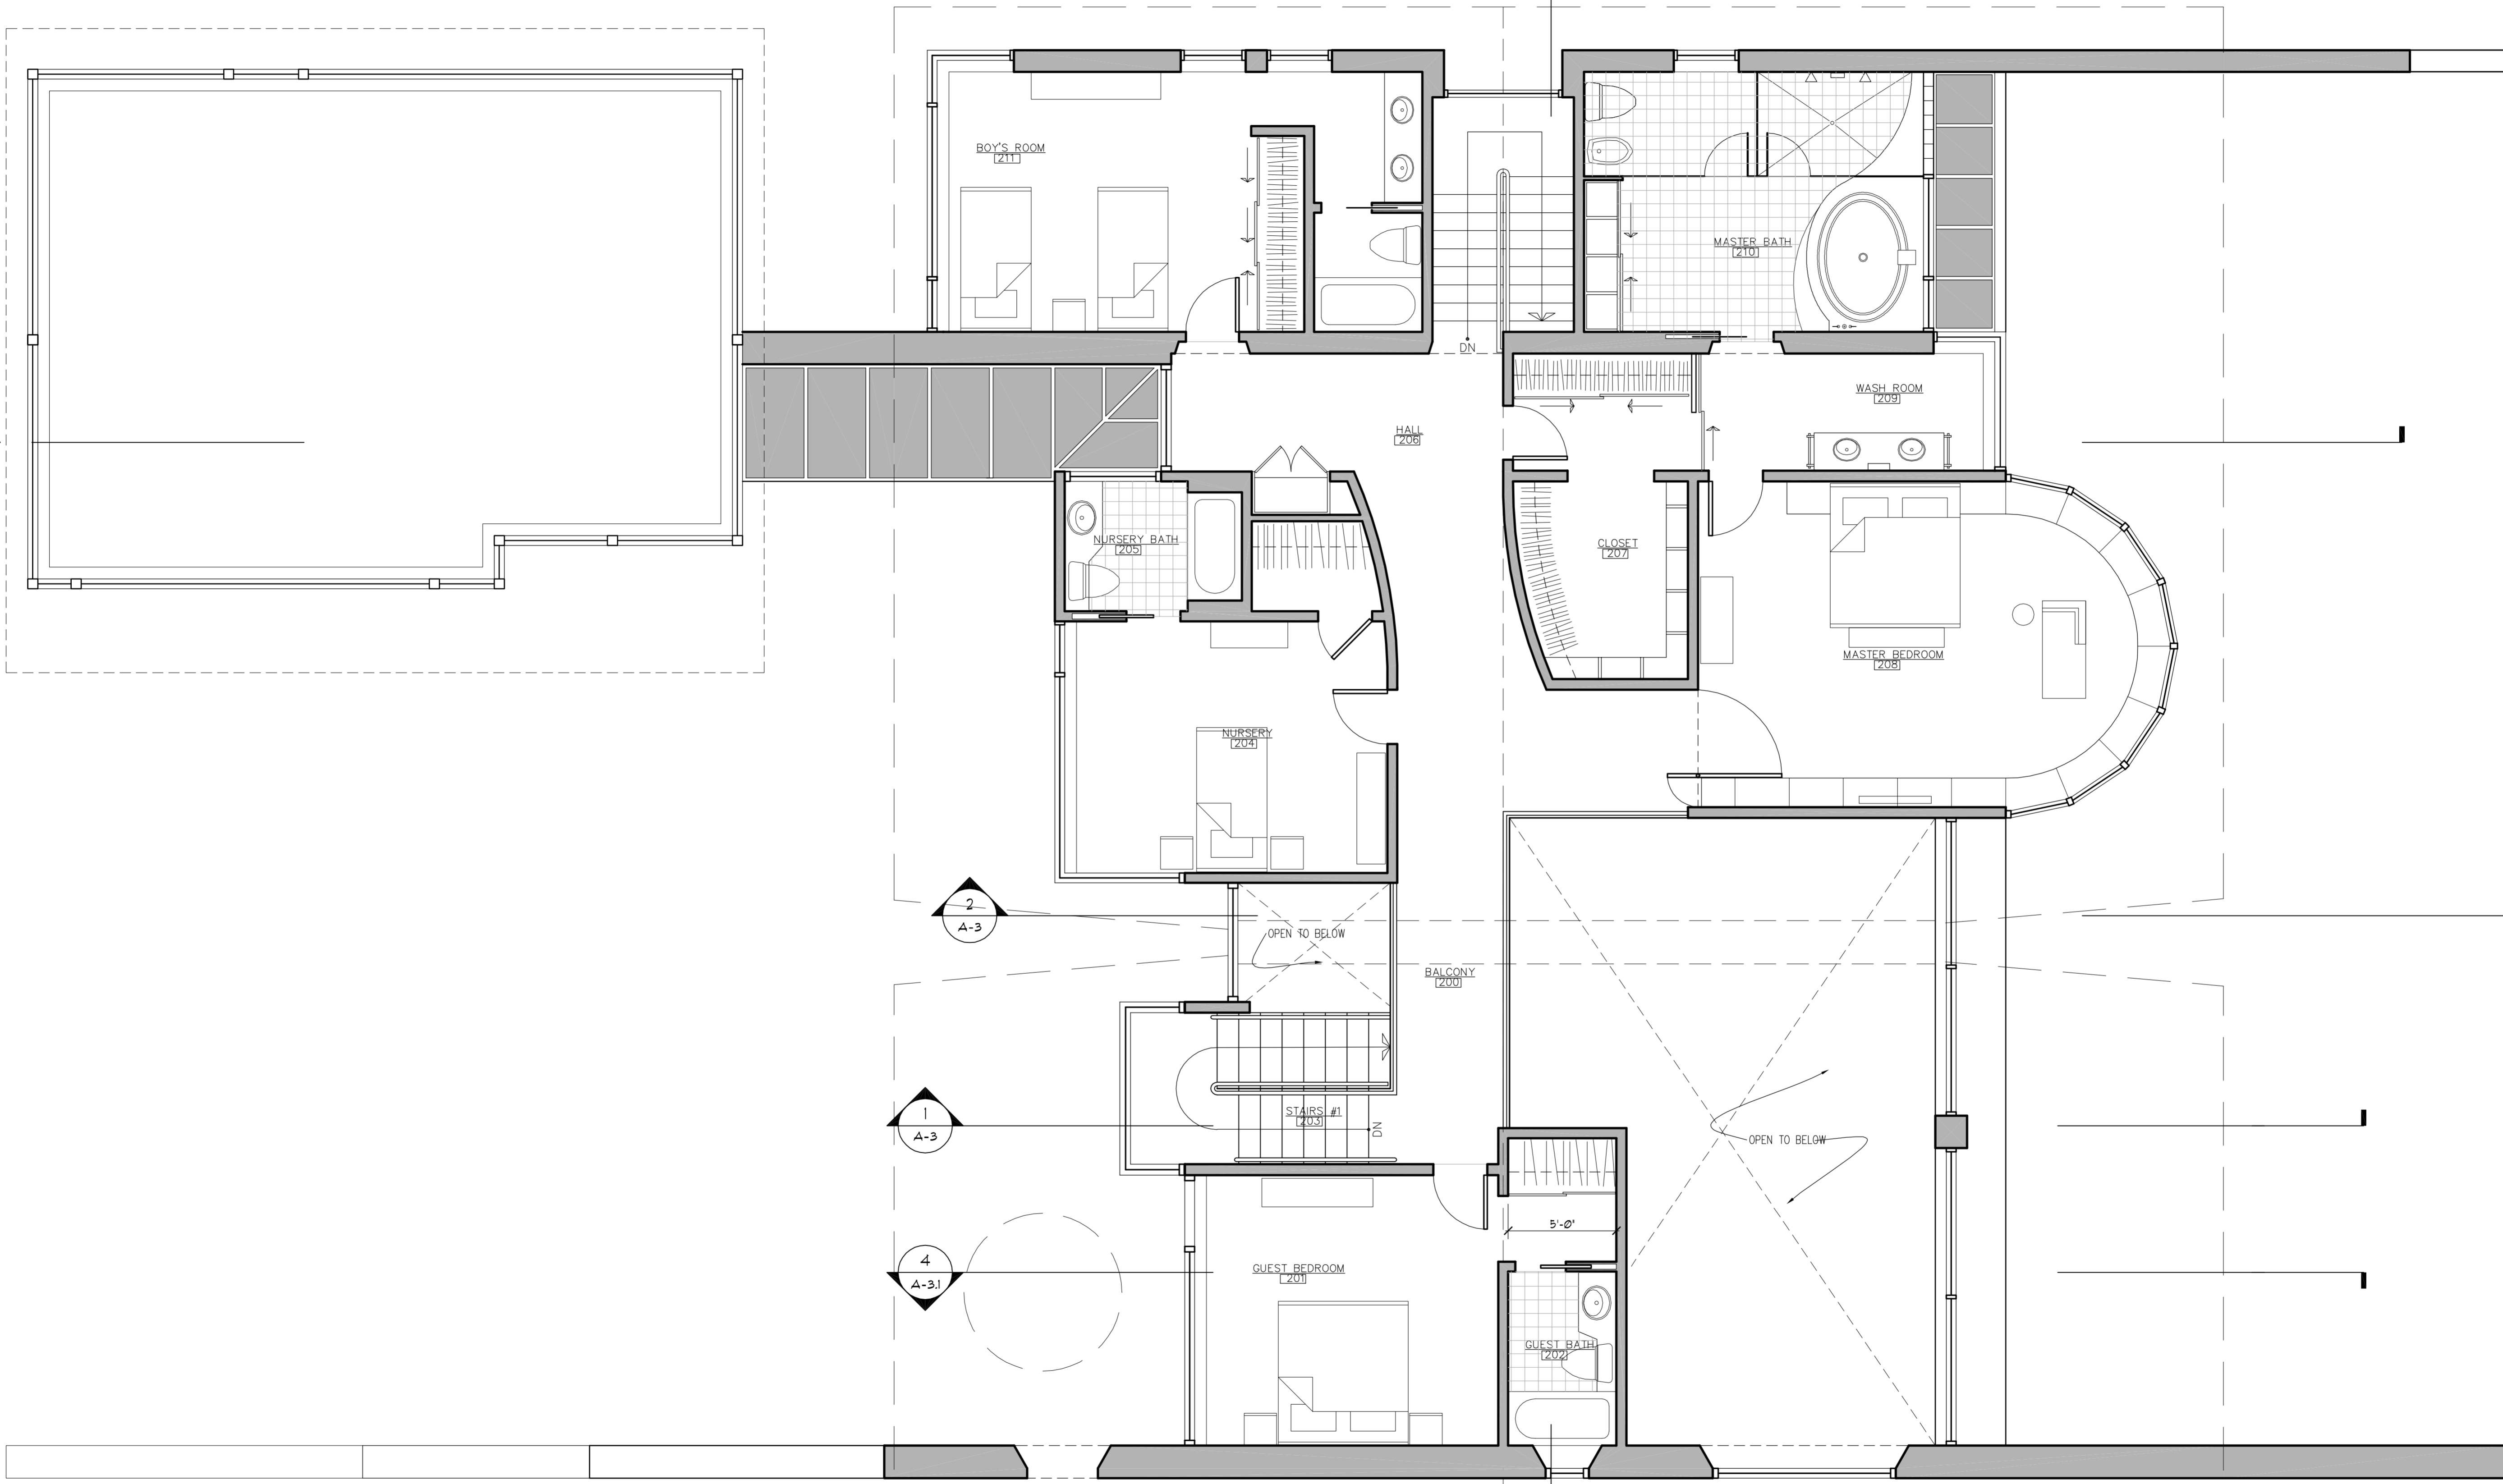 BOY'S ROOM
211
MASTER BATH
210
DN
WASH ROOM
209
HALL
206
NURSERY BATH
205
CLOSET
207
MASTER BEDROOM
208
NURSERY
204
2
A-3
OPEN TO BELOW
BALCONY
200
1
A-3
STAIRS #1
203
DN
OPEN TO BELOW
5'-0"
4
A-3.1
GUEST BEDROOM
201
GUEST BATH
202